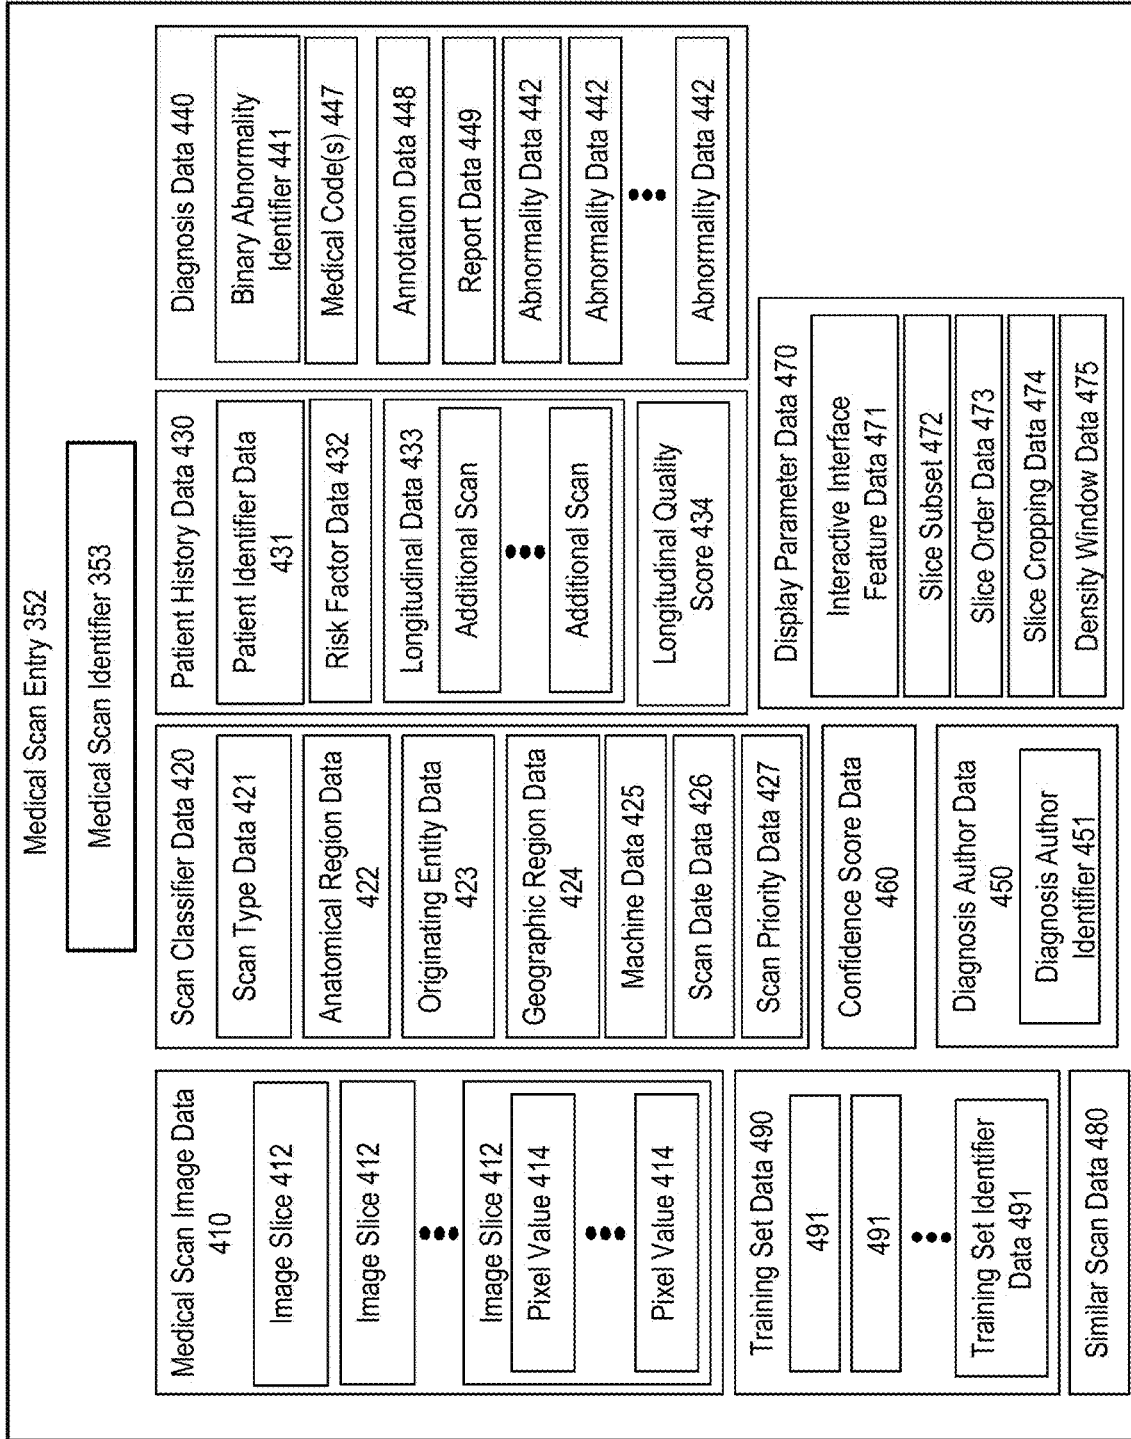 Medical Scan Entry 352
Medical Scan Identifier 353
Medical Scan Image Data
410
Image Slice 412
Image Slice 412
Image Slice 412
Pixel Value 414
Pixel Value 414
Training Set Data 490
491
491
Training Set Identifier
Data 491
Similar Scan Data 480
Scan Classifier Data 420
Scan Type Data 421
Anatomical Region Data
422
Originating Entity Data
423
Geographic Region Data
424
Machine Data 425
Scan Date Data 426
Scan Priority Data 427
Confidence Score Data
460
Diagnosis Author Data
450
Diagnosis Author
Identifier 451
Patient History Data 430
Patient Identifier Data
431
Risk Factor Data 432
Longitudinal Data 433
Additional Scan
Additional Scan
Longitudinal Quality
Score 434
Diagnosis Data 440
Binary Abnormality
Identifier 441
Medical Code(s) 447
Annotation Data 448
Report Data 449
Abnormality Data 442
Abnormality Data 442
Abnormality Data 442
Display Parameter Data 470
Interactive Interface
Feature Data 471
Slice Subset 472
Slice Order Data 473
Slice Cropping Data 474
Density Window Data 475